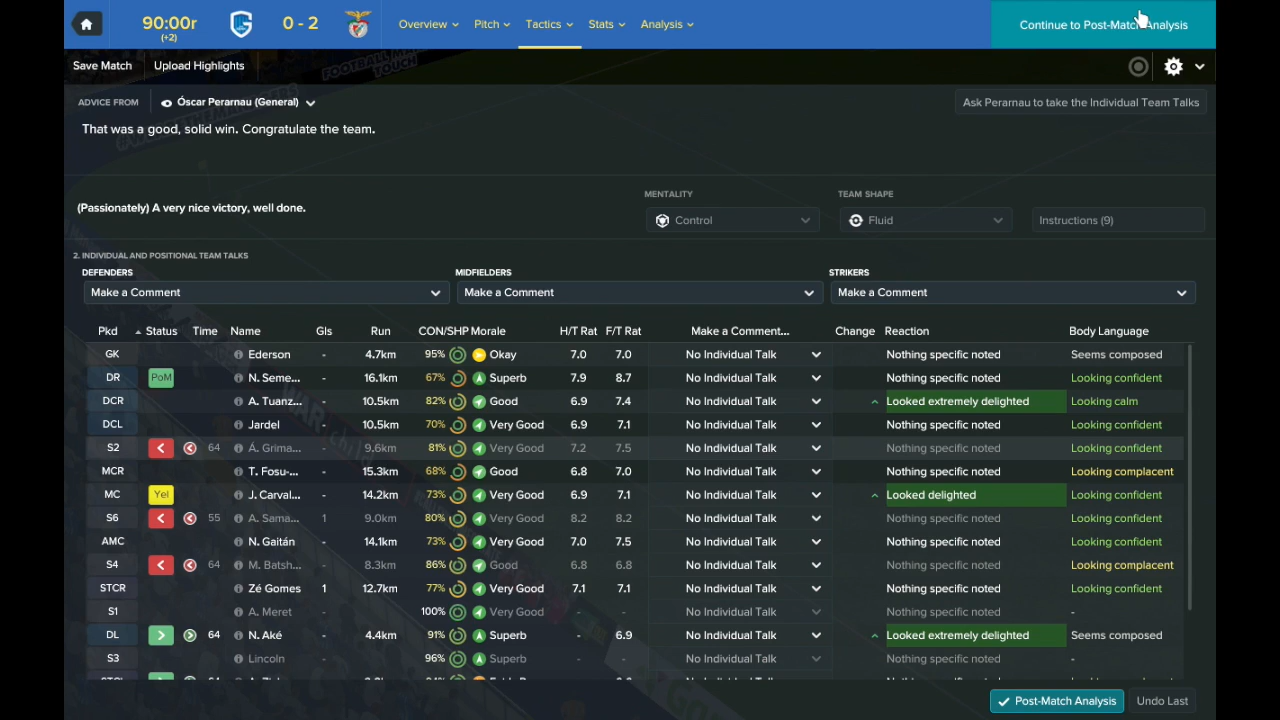 90:00r 0 - 2 Overview Pitch Tactics Stats Analysis Continue to Post-Match Analysis
(+2)
Save Match Upload Highlights
ADVICE FROM Óscar Perarnau (General) Ask Perarnau to take the Individual Team Talks
That was a good, solid win. Congratulate the team.
MENTALITY TEAM SHAPE
(Passionately) A very nice victory, well done. Control Fluid Instructions (9)
2. INDIVIDUAL AND POSITIONAL TEAM TALKS
DEFENDERS MIDFIELDERS STRIKERS
Make a Comment Make a Comment Make a Comment
Pkd Status Time Name Gls Run CON/SHP Morale H/T Rat F/T Rat Make a Comment... Change Reaction Body Language
GK Ederson - 4.7km 95% Okay 7.0 7.0 No Individual Talk Nothing specific noted Seems composed
DR PoM N. Seme... - 16.1km 67% Superb 7.9 8.7 No Individual Talk Nothing specific noted Looking confident
DCR A. Tuanz... - 10.5km 82% Good 6.9 7.4 No Individual Talk Looked extremely delighted Looking calm
DCL Jardel - 10.5km 70% Very Good 6.9 7.1 No Individual Talk Nothing specific noted Looking confident
S2 64 Á. Grima... - 9.6km 81% Very Good 7.2 7.5 No Individual Talk Nothing specific noted Looking confident
MCR T. Fosu-... - 15.3km 68% Good 6.8 7.0 No Individual Talk Nothing specific noted Looking complacent
MC Yel J. Carval... - 14.2km 73% Very Good 6.9 7.1 No Individual Talk Looked delighted Looking confident
S6 55 A. Sama... 1 9.0km 80% Very Good 8.2 8.2 No Individual Talk Nothing specific noted Looking confident
AMC N. Gaitán - 14.1km 73% Very Good 7.0 7.5 No Individual Talk Nothing specific noted Looking confident
S4 64 M. Batsh... - 8.3km 86% Good 6.8 6.8 No Individual Talk Nothing specific noted Looking complacent
STCR Zé Gomes 1 12.7km 77% Very Good 7.1 7.1 No Individual Talk Nothing specific noted Looking confident
S1 A. Meret - 100% Very Good - - No Individual Talk Nothing specific noted -
DL 64 N. Aké - 4.4km 91% Superb - 6.9 No Individual Talk Looked extremely delighted Seems composed
S3 Lincoln - 96% Superb - - No Individual Talk Nothing specific noted -
Post-Match Analysis Undo Last